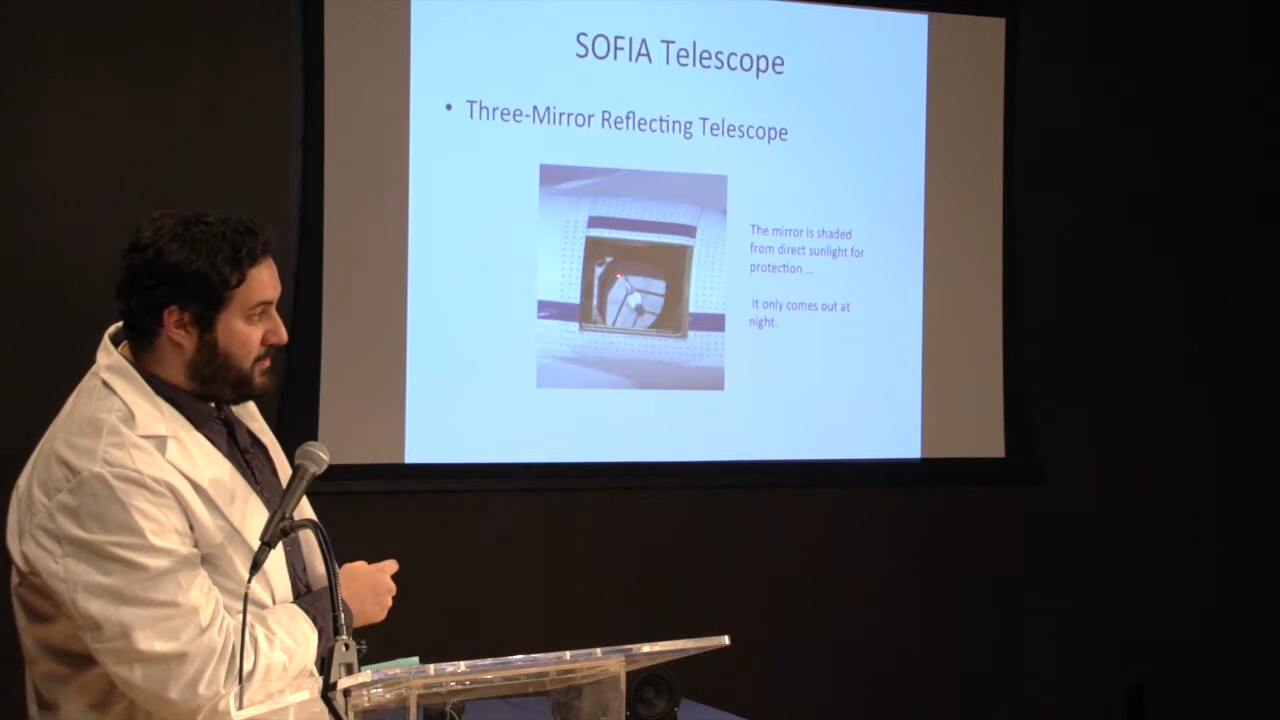 SOFIA Telescope
• Three-Mirror Reflecting Telescope
The mirror is shaded
from direct sunlight for
protection ...
It only comes out at
night.